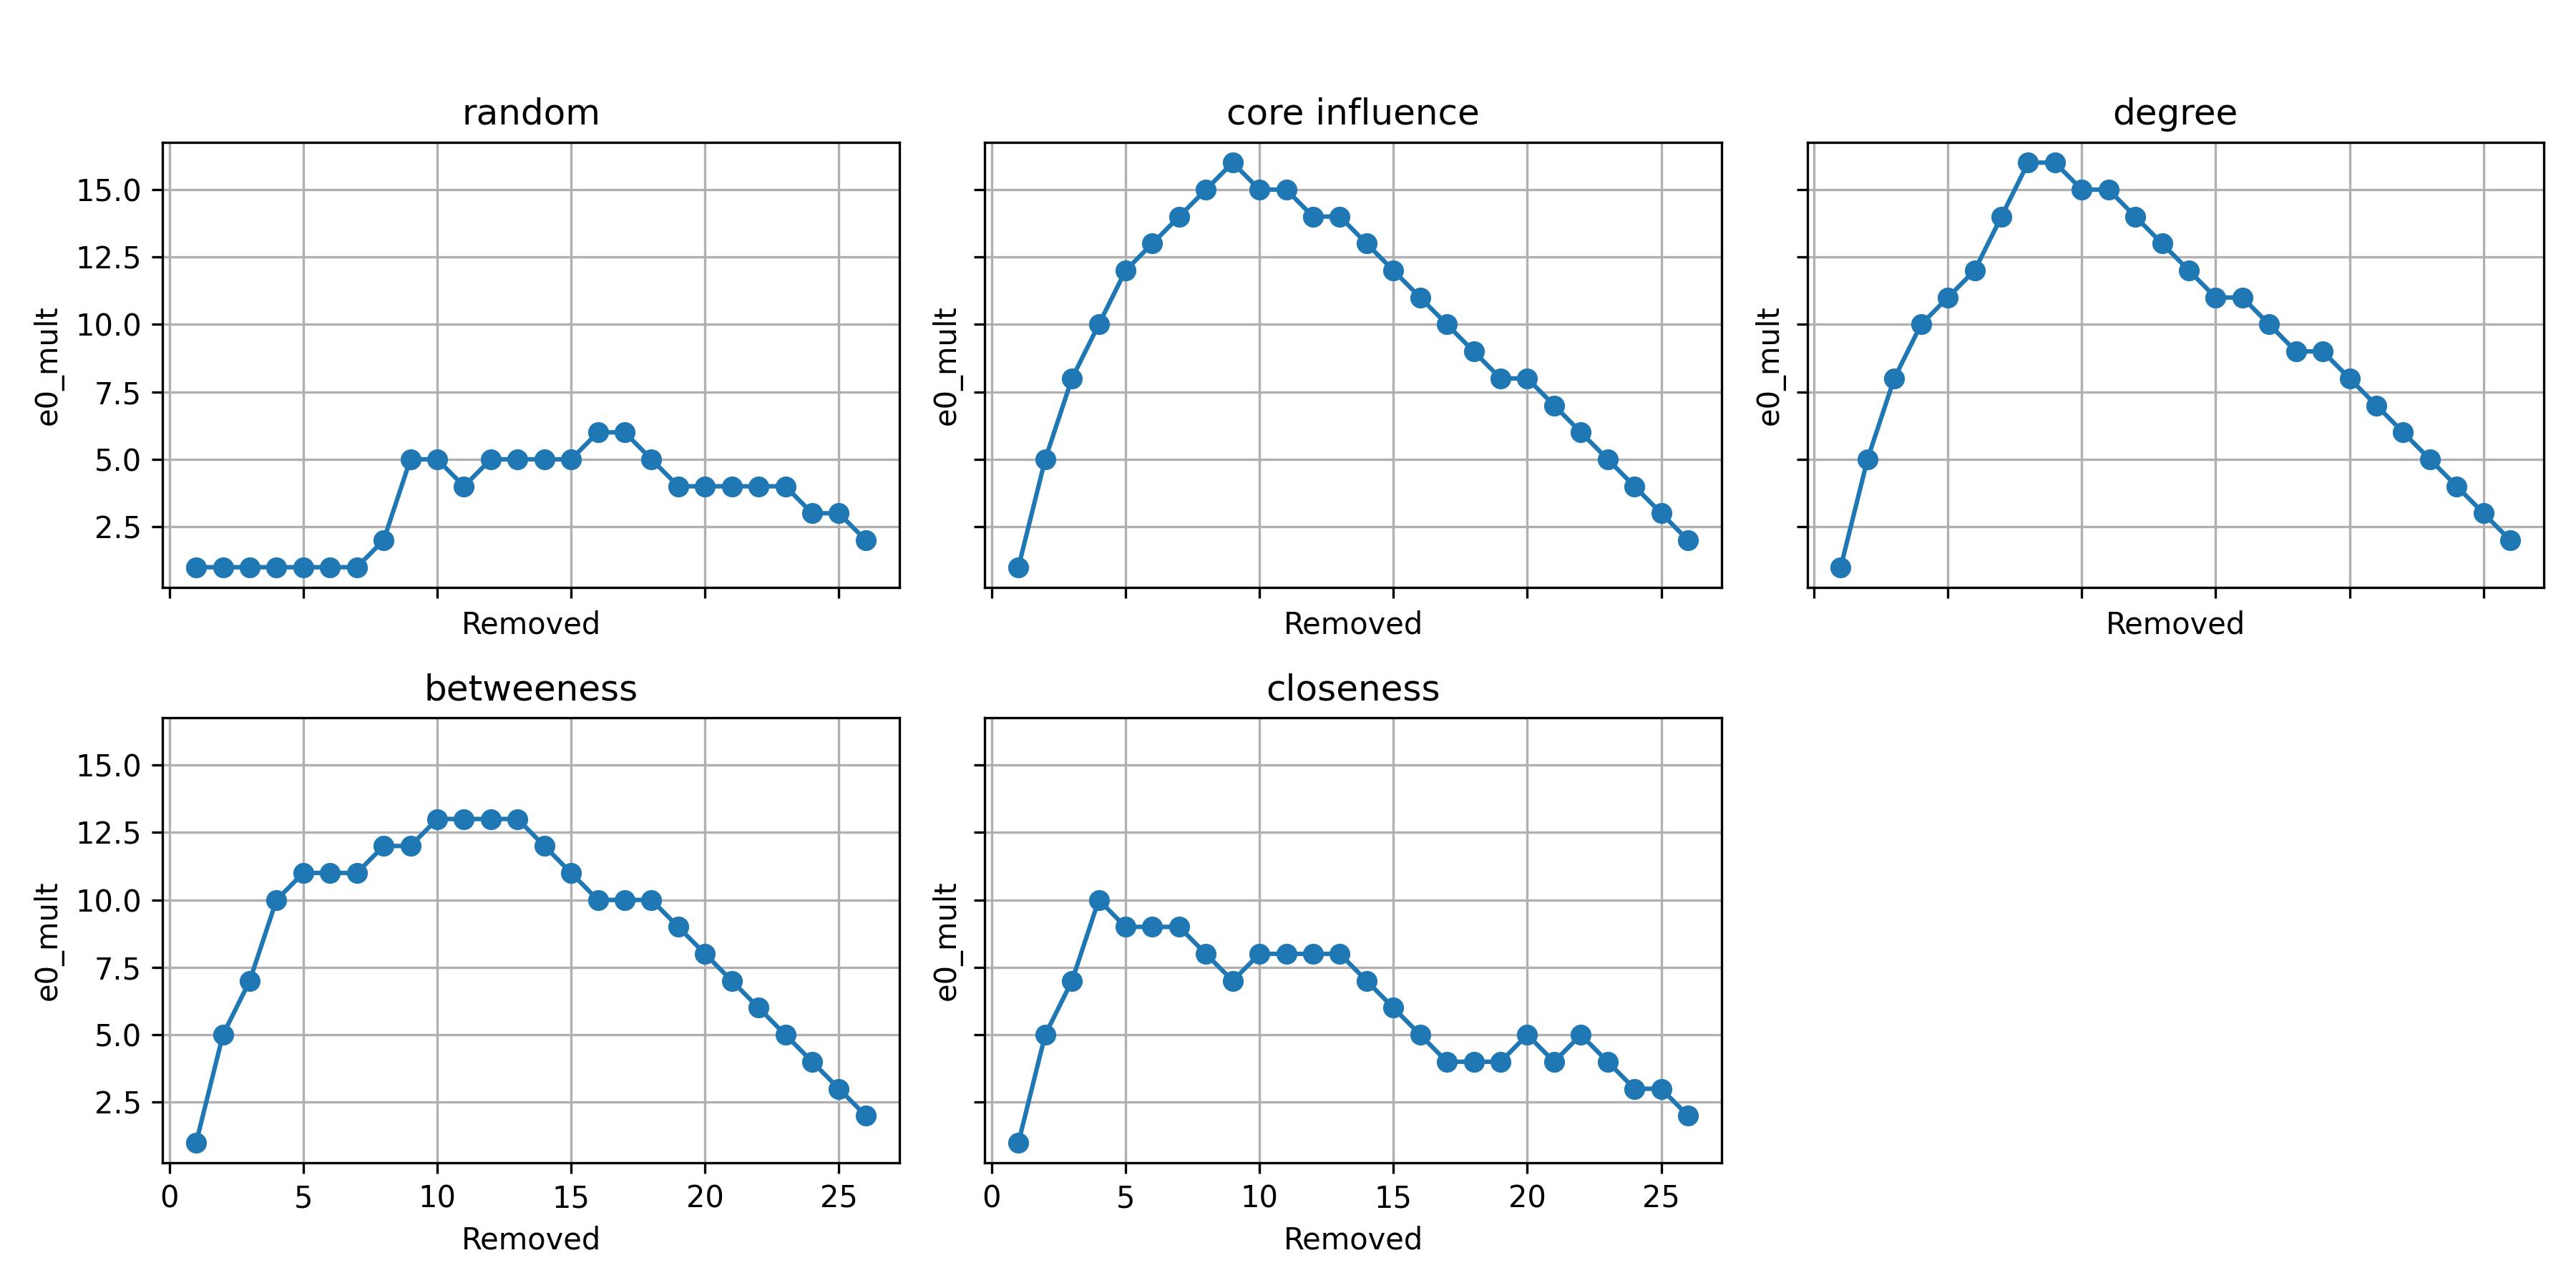 random
core influence
degree
15.0
12.5
10.0
7.5
5.0
2.5
e0_mult
e0_mult
e0_mult
Removed
Removed
Removed
betweeness
closeness
15.0
12.5
10.0
7.5
5.0
2.5
e0_mult
e0_mult
0 5 10 15 20 25
0 5 10 15 20 25
Removed
Removed